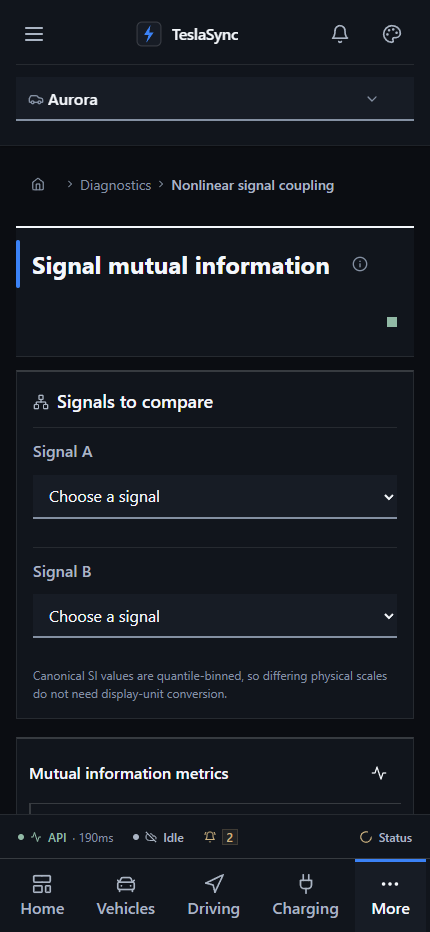 TeslaSync
Aurora
Diagnostics Nonlinear signal coupling
Signal mutual information
Signals to compare
Signal A
Choose a signal
Signal B
Choose a signal
Canonical SI values are quantile-binned, so differing physical scales
do not need display-unit conversion.
Mutual information metrics
API · 190ms Idle 2 Status
Home Vehicles Driving Charging More